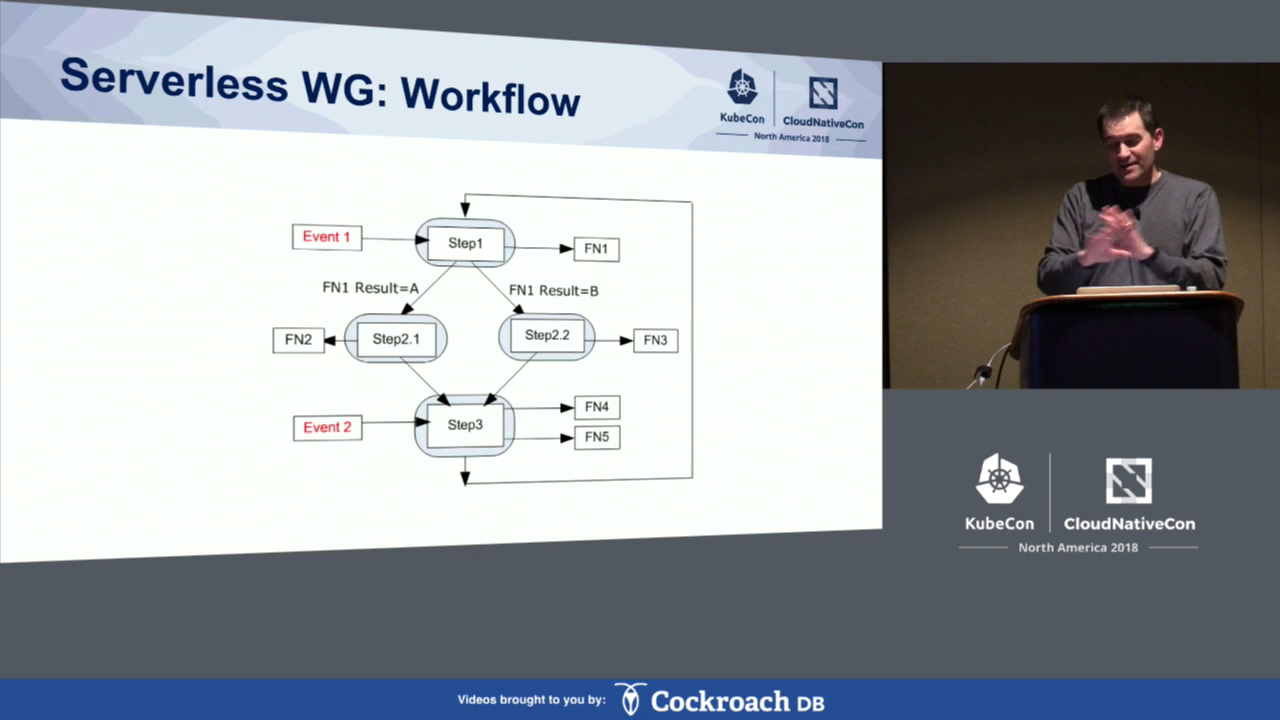 Serverless WG: Workflow
KubeCon
CloudNativeCon
North America 2018
Event 1
Step1
FN1
FN1 Result=A
FN1 Result=B
FN2
Step2.1
Step2.2
FN3
Event 2
Step3
FN4
FN5
KubeCon
CloudNativeCon
North America 2018
Videos brought to you by:
Cockroach DB